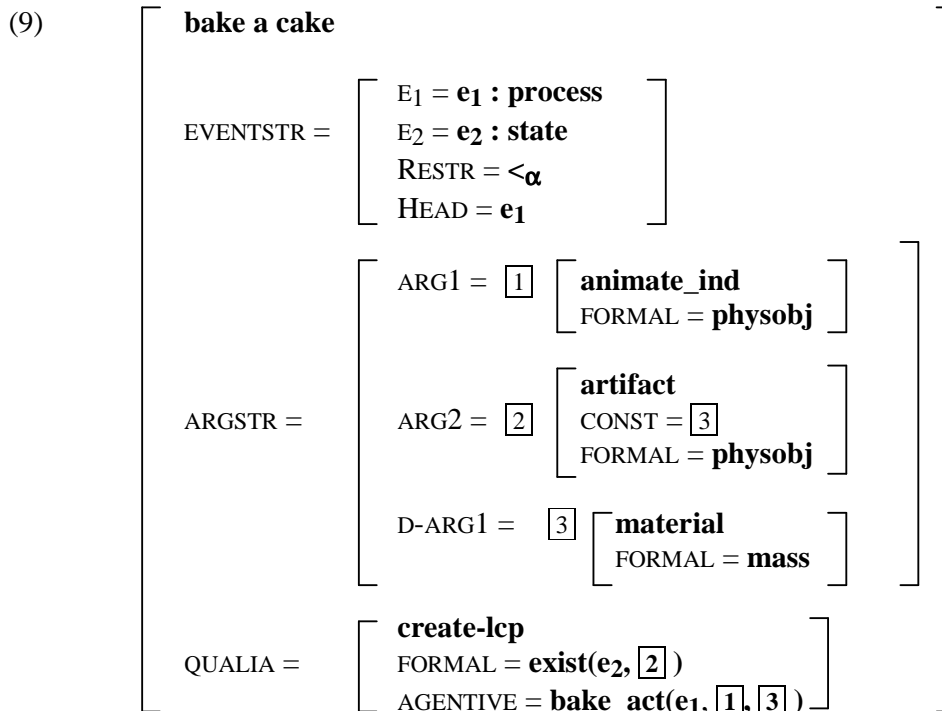 (9) bake a cake
E1 = e1 : process
EVENTSTR = E2 = e2 : state
RESTR = <α
HEAD = e1
ARG1 = 1 animate_ind
FORMAL = physobj
artifact
ARGSTR = ARG2 = 2 CONST = 3
FORMAL = physobj
D-ARG1 = 3 material
FORMAL = mass
create-lcp
QUALIA = FORMAL = exist(e2, 2 )
AGENTIVE = bake_act(e1, 1, 3 )